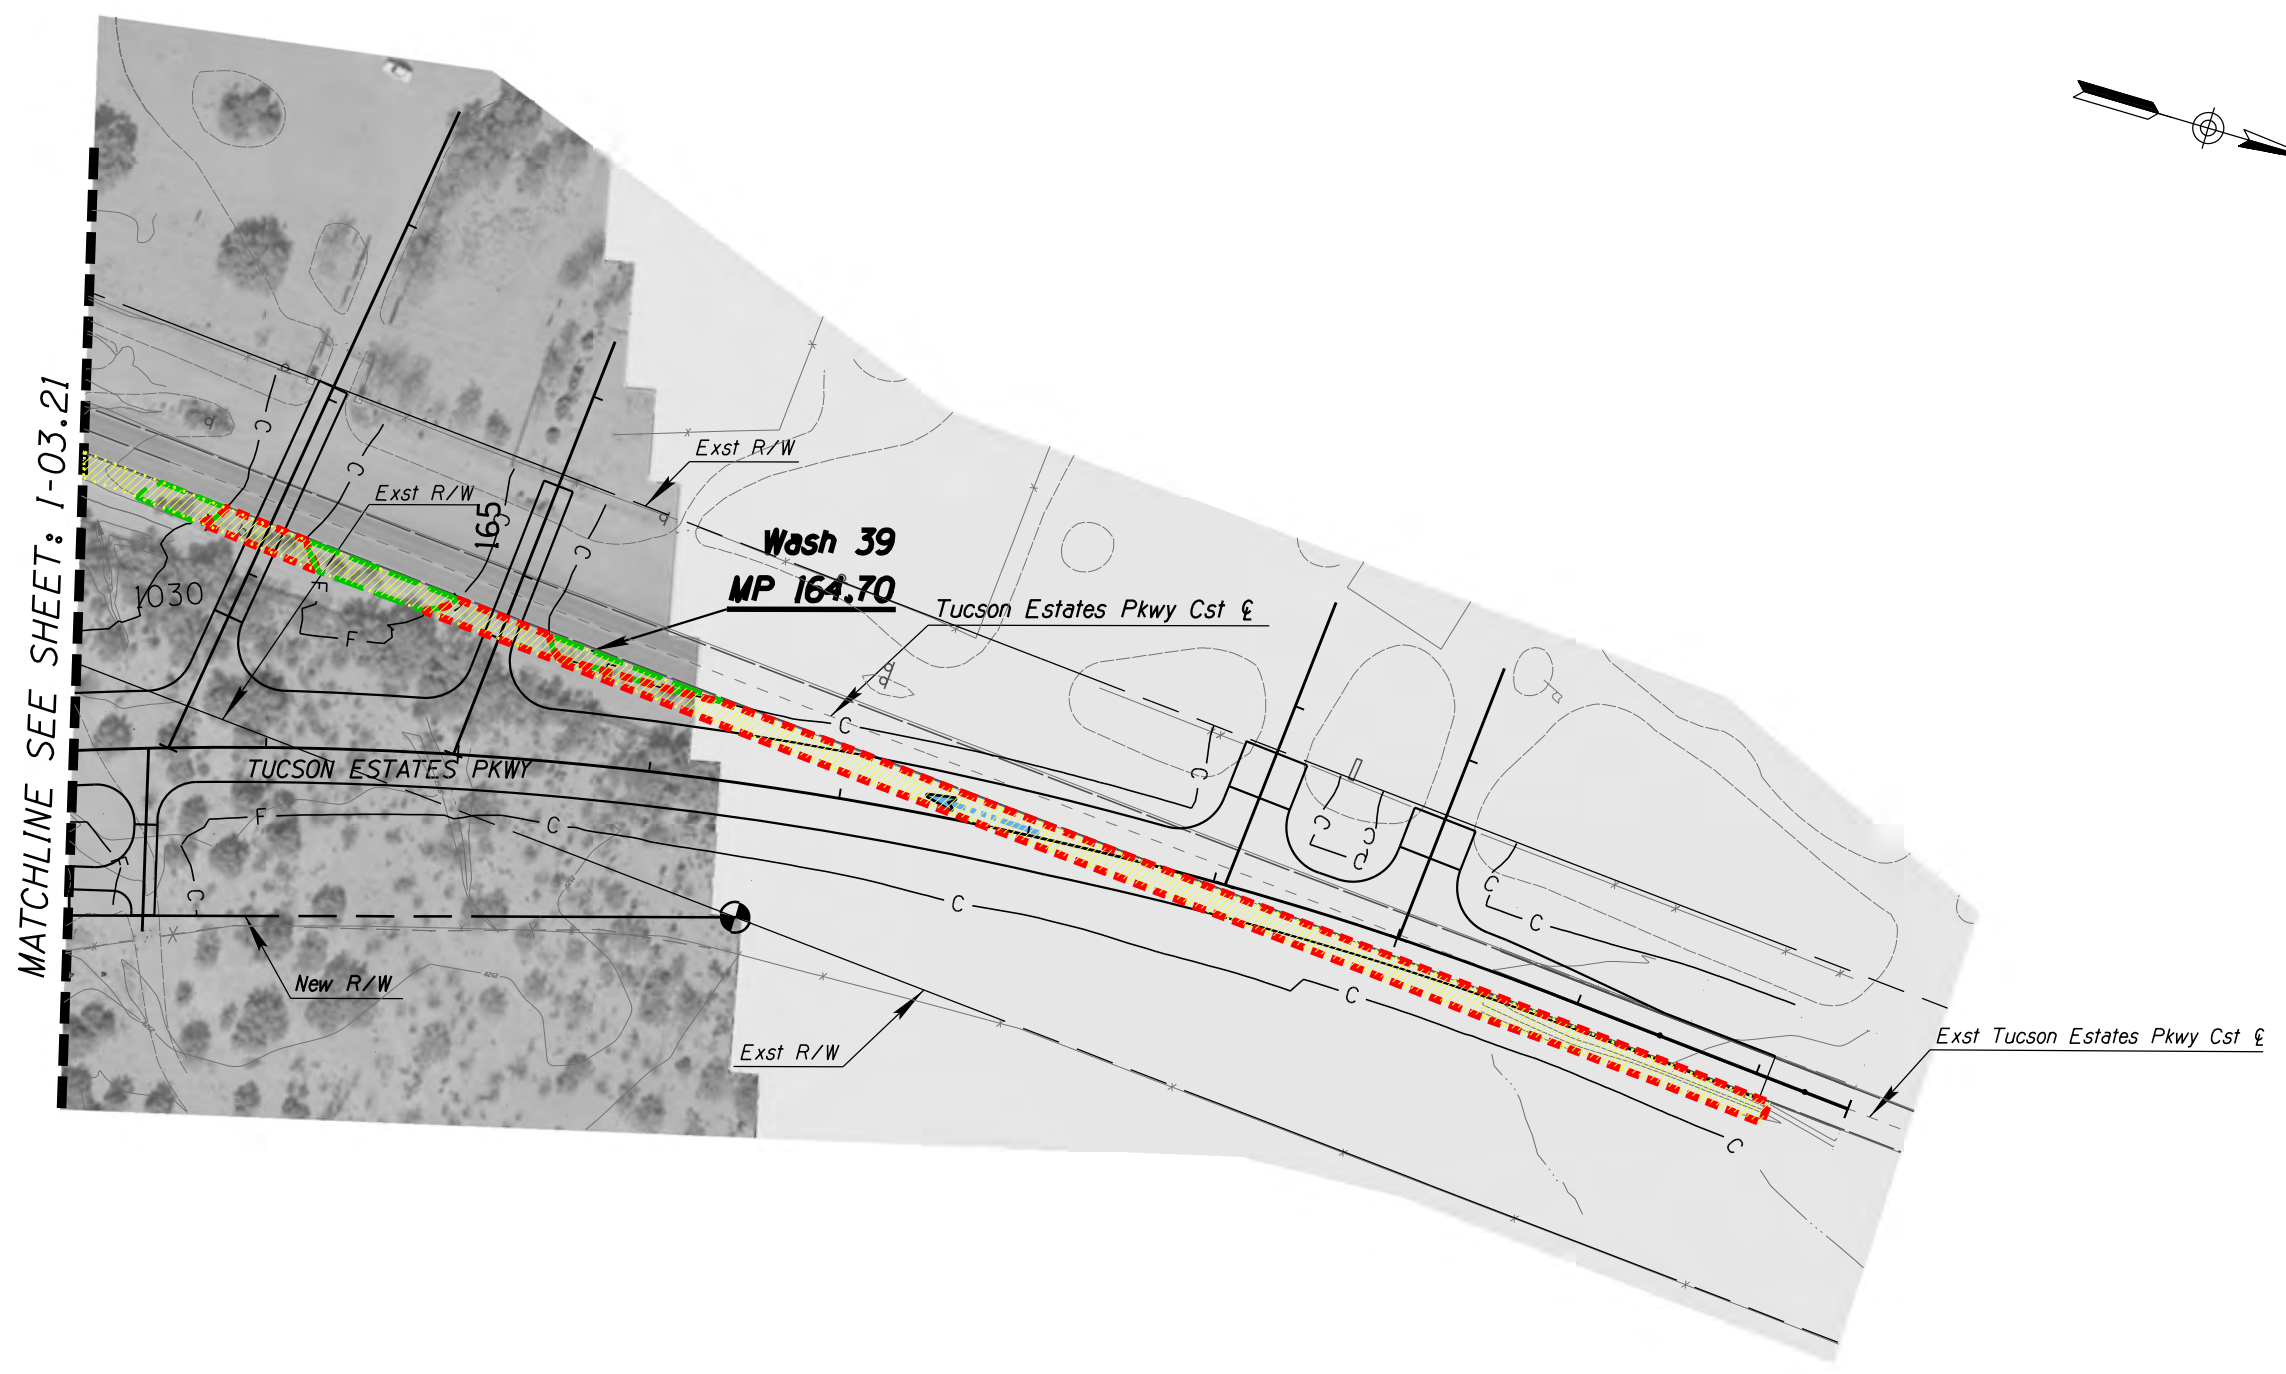 MATCHLINE SEE SHEET: 1-03.21
Exst R/W
Exst R/W
165
Wash 39
MP 164.70
1030
Tucson Estates Pkwy Cst ℄
TUCSON ESTATES PKWY
C
C
C
C
F
F
C
C
F
C
F
C
C
C
C
C
C
C
C
C
C
New R/W
Exst R/W
Exst Tucson Estates Pkwy Cst ℄